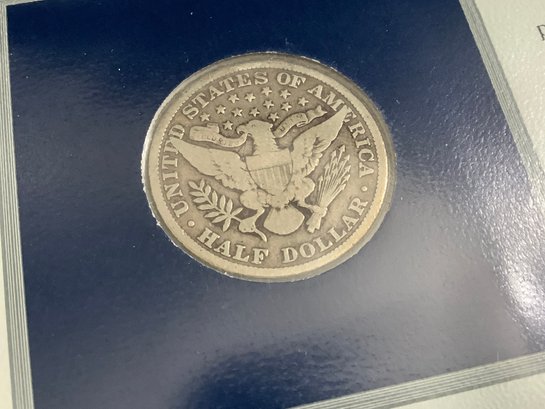 UNITED STATES OF AMERICA
· HALF DOLLAR ·